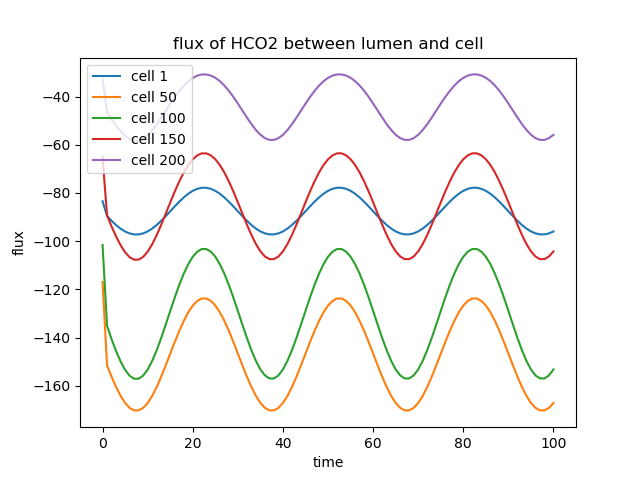 flux of HCO2 between lumen and cell
cell 1
cell 50
cell 100
cell 150
cell 200
flux
−40
−60
−80
−100
−120
−140
−160
0 20 40 60 80 100
time